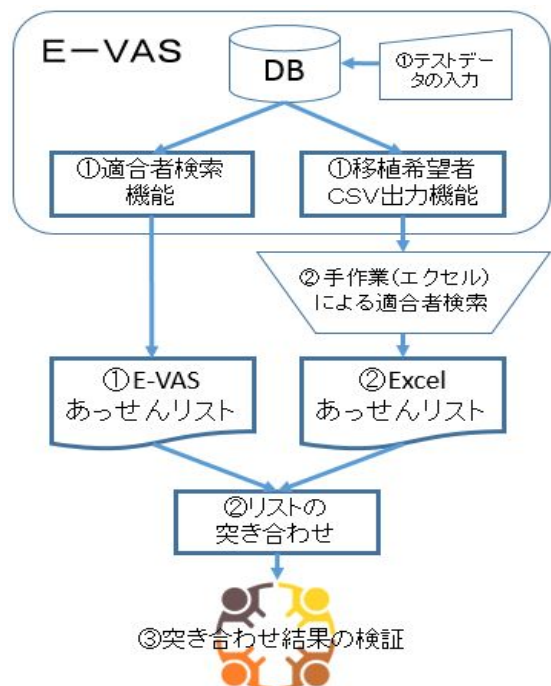 E－VAS
DB
①テストデー
タの入力
①適合者検索
機能
①移植希望者
CSV出力機能
②手作業(エクセル)
による適合者検索
①E-VAS
あっせんリスト
②Excel
あっせんリスト
②リストの
突き合わせ
③突き合わせ結果の検証